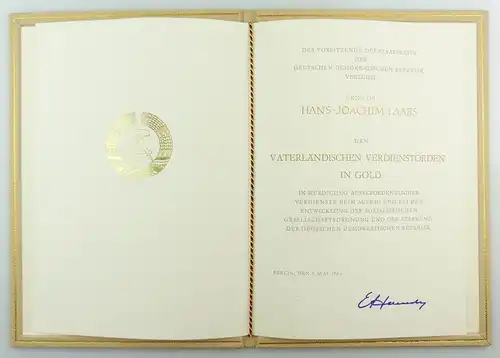 DER VORSITZENDE DES STAATSRATES
DER
DEUTSCHEN DEMOKRATISCHEN REPUBLIK
VERLEIHT
HANS-JOACHIM LAABS
DEN
VATERLÄNDISCHEN VERDIENSTORDEN
IN GOLD
IN WÜRDIGUNG AUSSERORDENTLICHER
VERDIENSTE BEIM AUFBAU UND BEI DER
ENTWICKLUNG DER SOZIALISTISCHEN
GESELLSCHAFTSORDNUNG UND DER STÄRKUNG
DER DEUTSCHEN DEMOKRATISCHEN REPUBLIK
BERLIN, DEN MAI